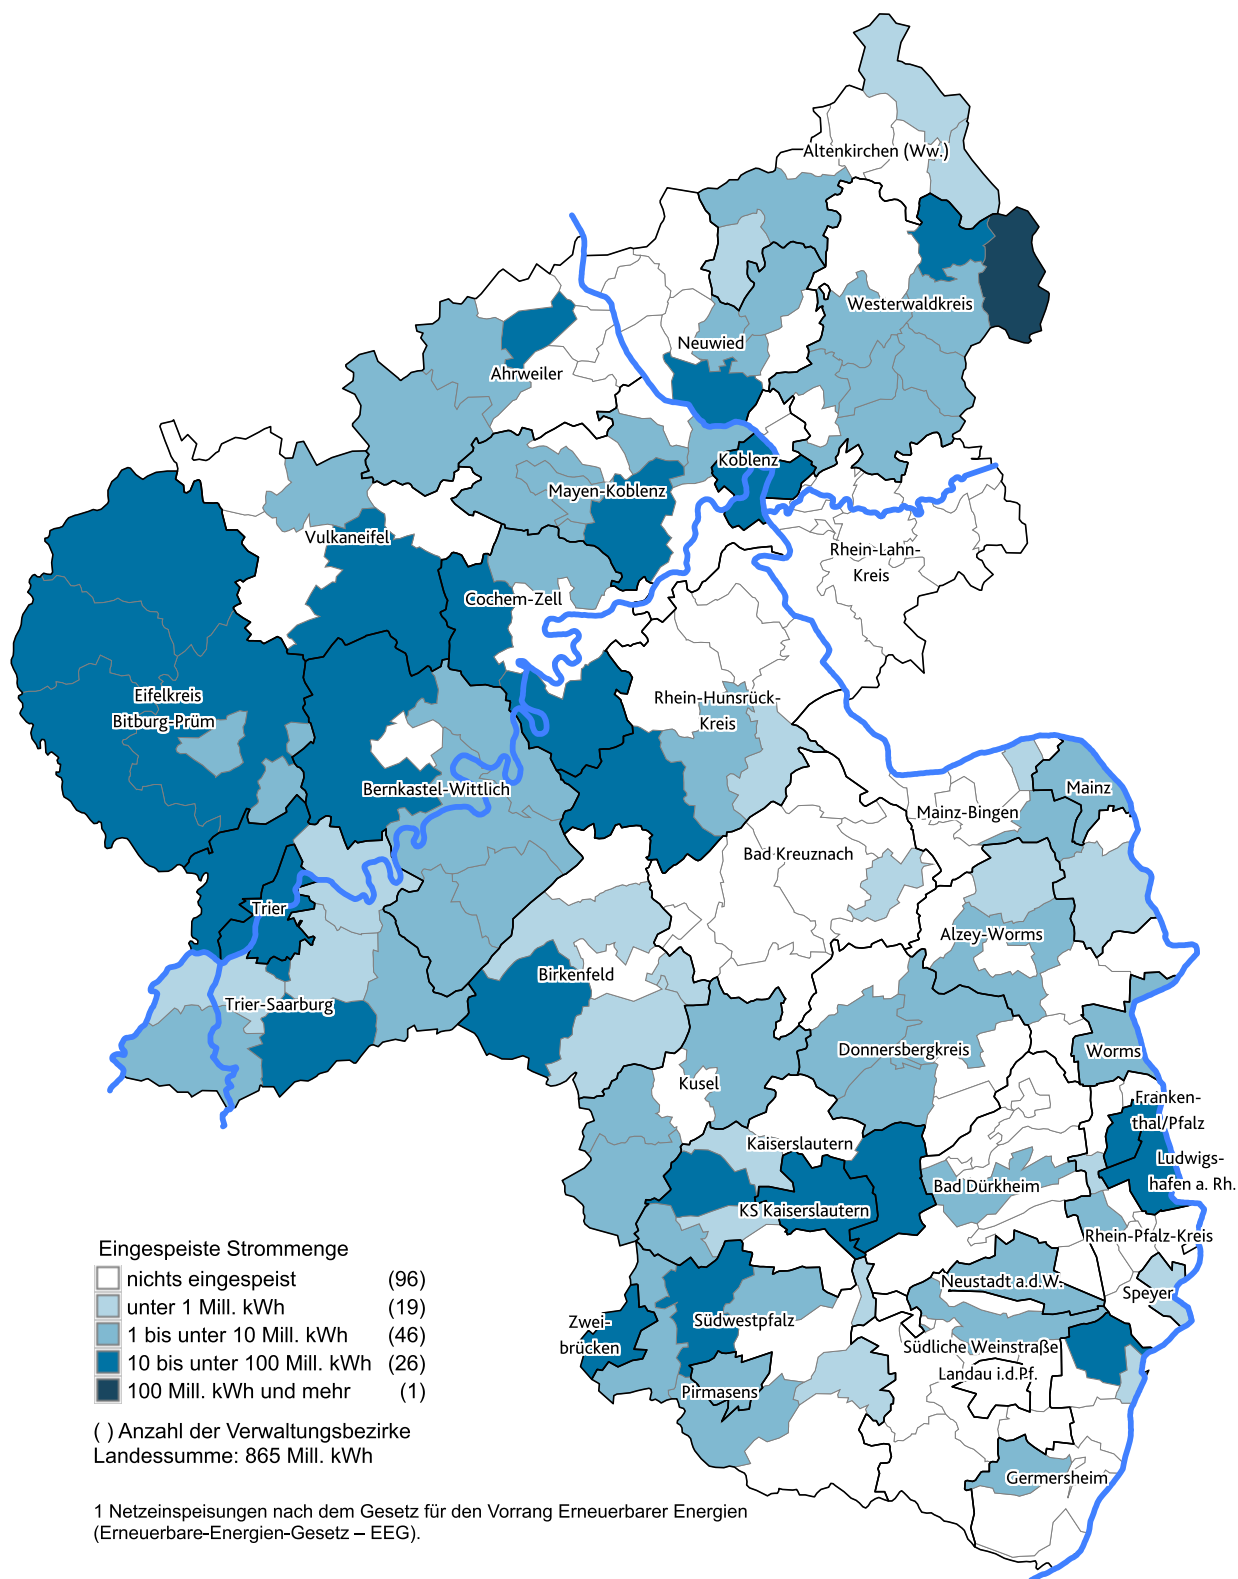 Altenkirchen (Ww.)
Westerwaldkreis
Neuwied
Ahrweiler
Koblenz
Mayen-Koblenz
Vulkaneifel
Rhein-Lahn-
Kreis
Cochem-Zell
Eifelkreis
Bitburg-Prüm
Rhein-Hunsrück-
Kreis
Bernkastel-Wittlich
Mainz
Mainz-Bingen
Bad Kreuznach
Trier
Alzey-Worms
Birkenfeld
Trier-Saarburg
Donnersbergkreis
Worms
Kusel
Franken-
thal/Pfalz
Kaiserslautern
Ludwigs-
hafen a. Rh.
Bad Dürkheim
KS Kaiserslautern
Rhein-Pfalz-Kreis
Neustadt a.d.W.
Speyer
Zwei-
brücken
Südwestpfalz
Südliche Weinstraße
Landau i.d.Pf.
Pirmasens
Germersheim
Eingespeiste Strommenge
nichts eingespeist (96)
unter 1 Mill. kWh (19)
1 bis unter 10 Mill. kWh (46)
10 bis unter 100 Mill. kWh (26)
100 Mill. kWh und mehr (1)
( ) Anzahl der Verwaltungsbezirke
Landessumme: 865 Mill. kWh
1 Netzeinspeisungen nach dem Gesetz für den Vorrang Erneuerbarer Energien
(Erneuerbare-Energien-Gesetz – EEG).